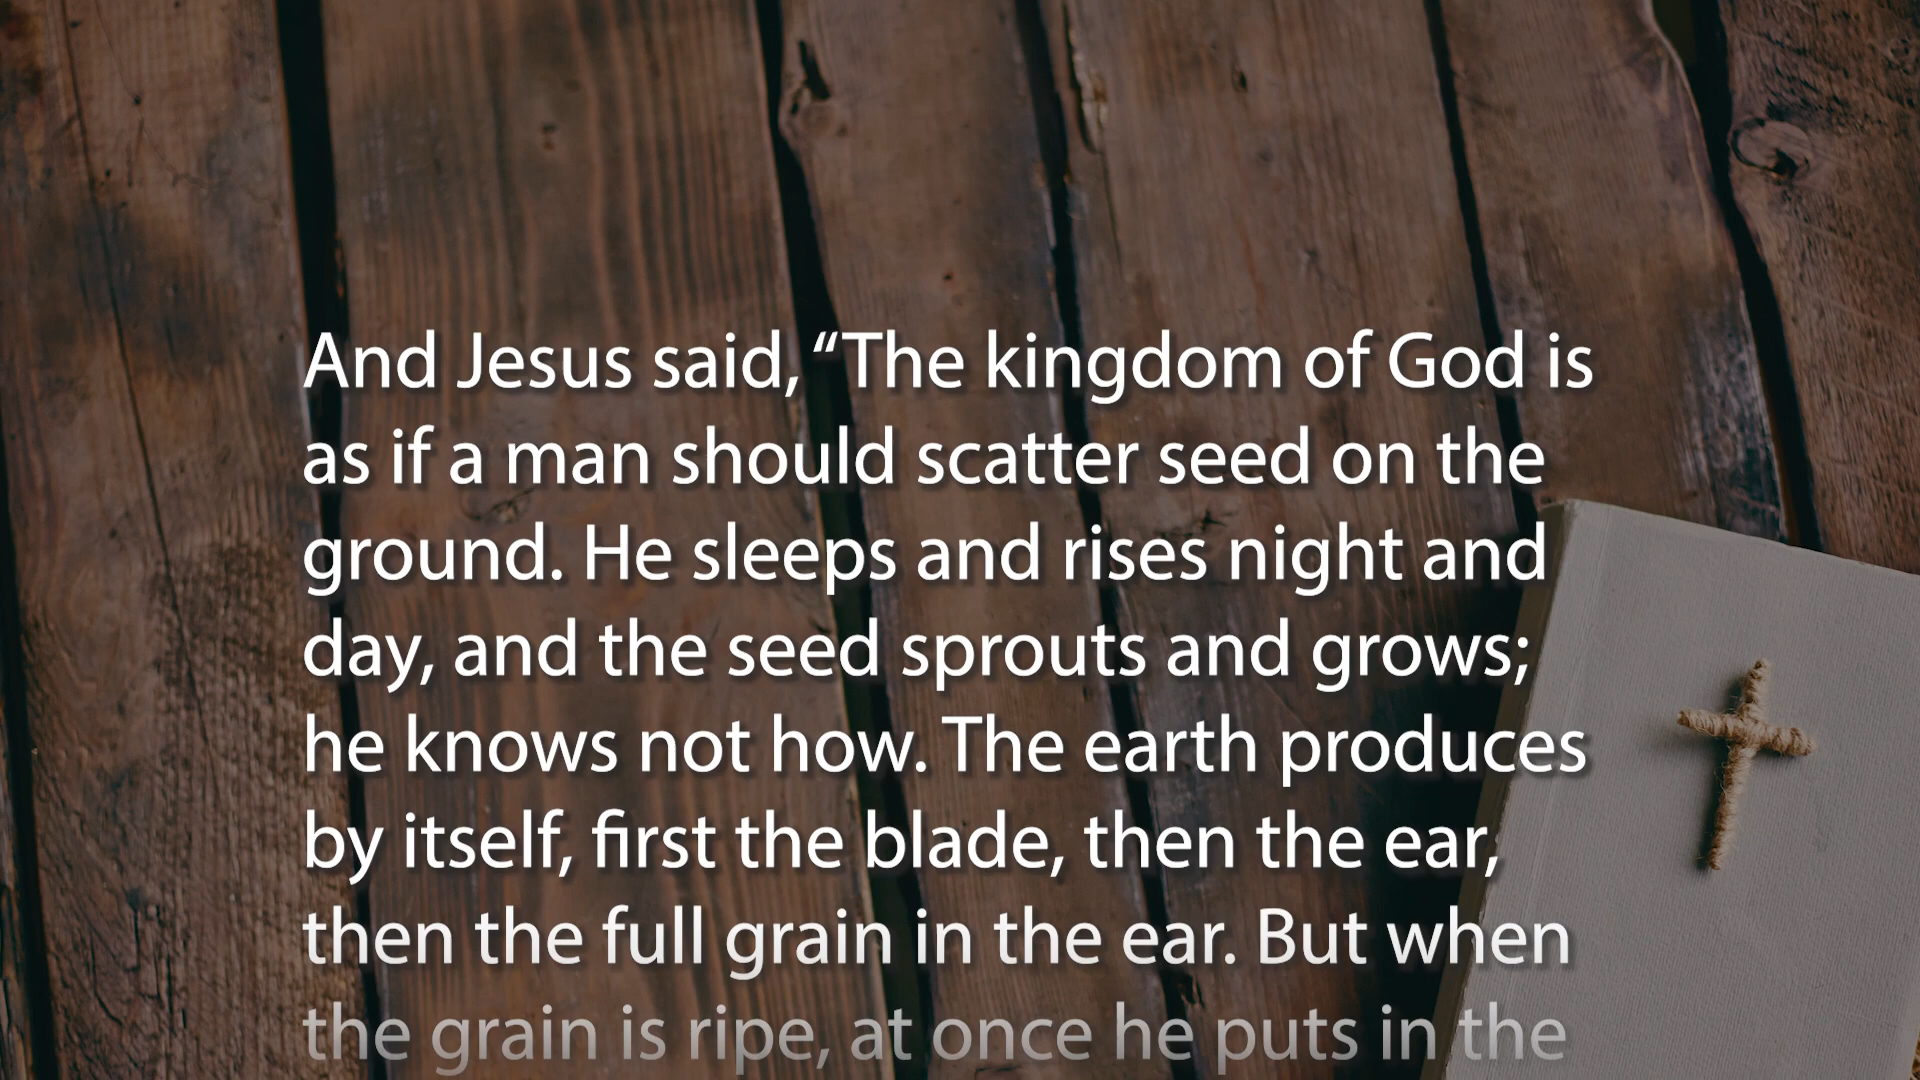 And Jesus said, “The kingdom of God is
as if a man should scatter seed on the
ground. He sleeps and rises night and
day, and the seed sprouts and grows;
he knows not how. The earth produces
by itself, first the blade, then the ear,
then the full grain in the ear. But when
the grain is ripe, at once he puts in the